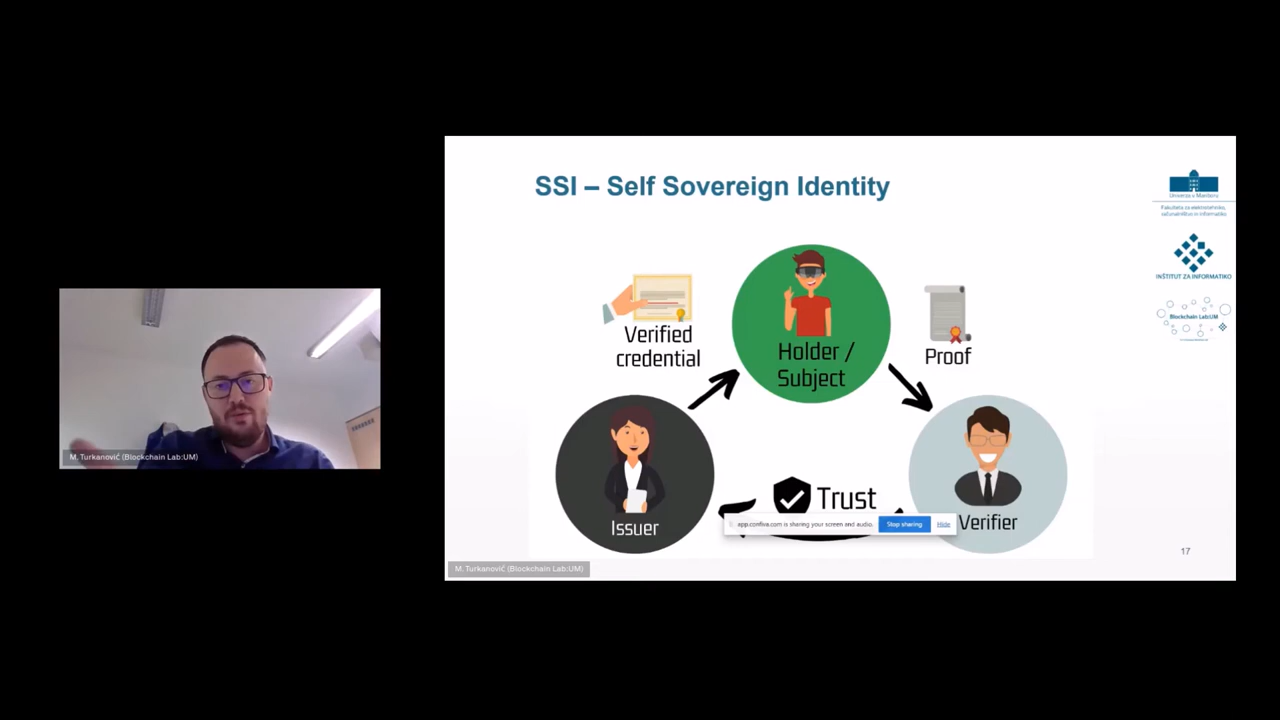 SSI – Self Sovereign Identity
Univerza v Mariboru
Fakulteta za elektrotehniko,
računalništvo in informatiko
INŠTITUT ZA INFORMATIKO
Blockchain Lab:UM
Verified
credential
Holder /
Subject
Proof
Issuer
Trust
Verifier
app.confiva.com is sharing your screen and audio.
Stop sharing
Hide
17
M. Turkanović (Blockchain Lab:UM)
M. Turkanović (Blockchain Lab:UM)